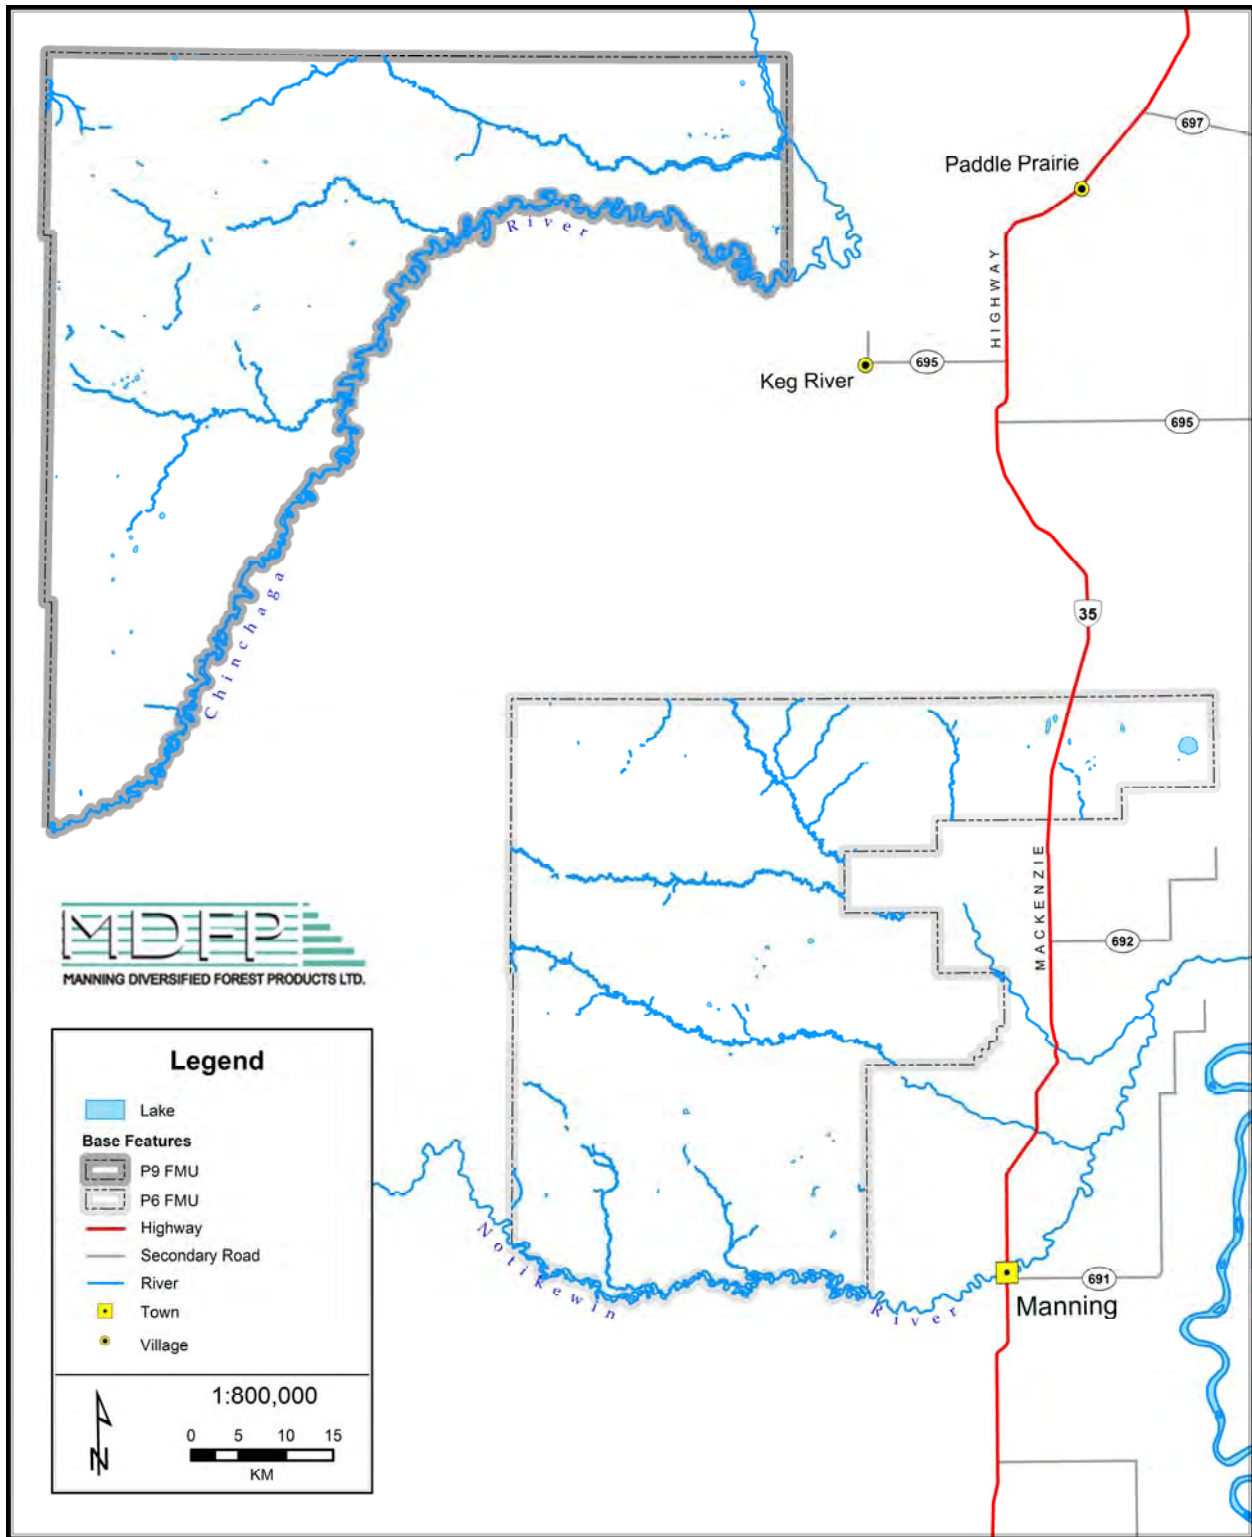 697
Paddle Prairie
River
HIGHWAY
695
Keg River
695
35
Chinchaga
MACKENZIE
692
MDFP
MANNING DIVERSIFIED FOREST PRODUCTS LTD.
Legend
Lake
Base Features
P9 FMU
P6 FMU
Highway
Secondary Road
River
Town
Village
1:800,000
0 5 10 15
KM
N
Notikewin
River
691
Manning